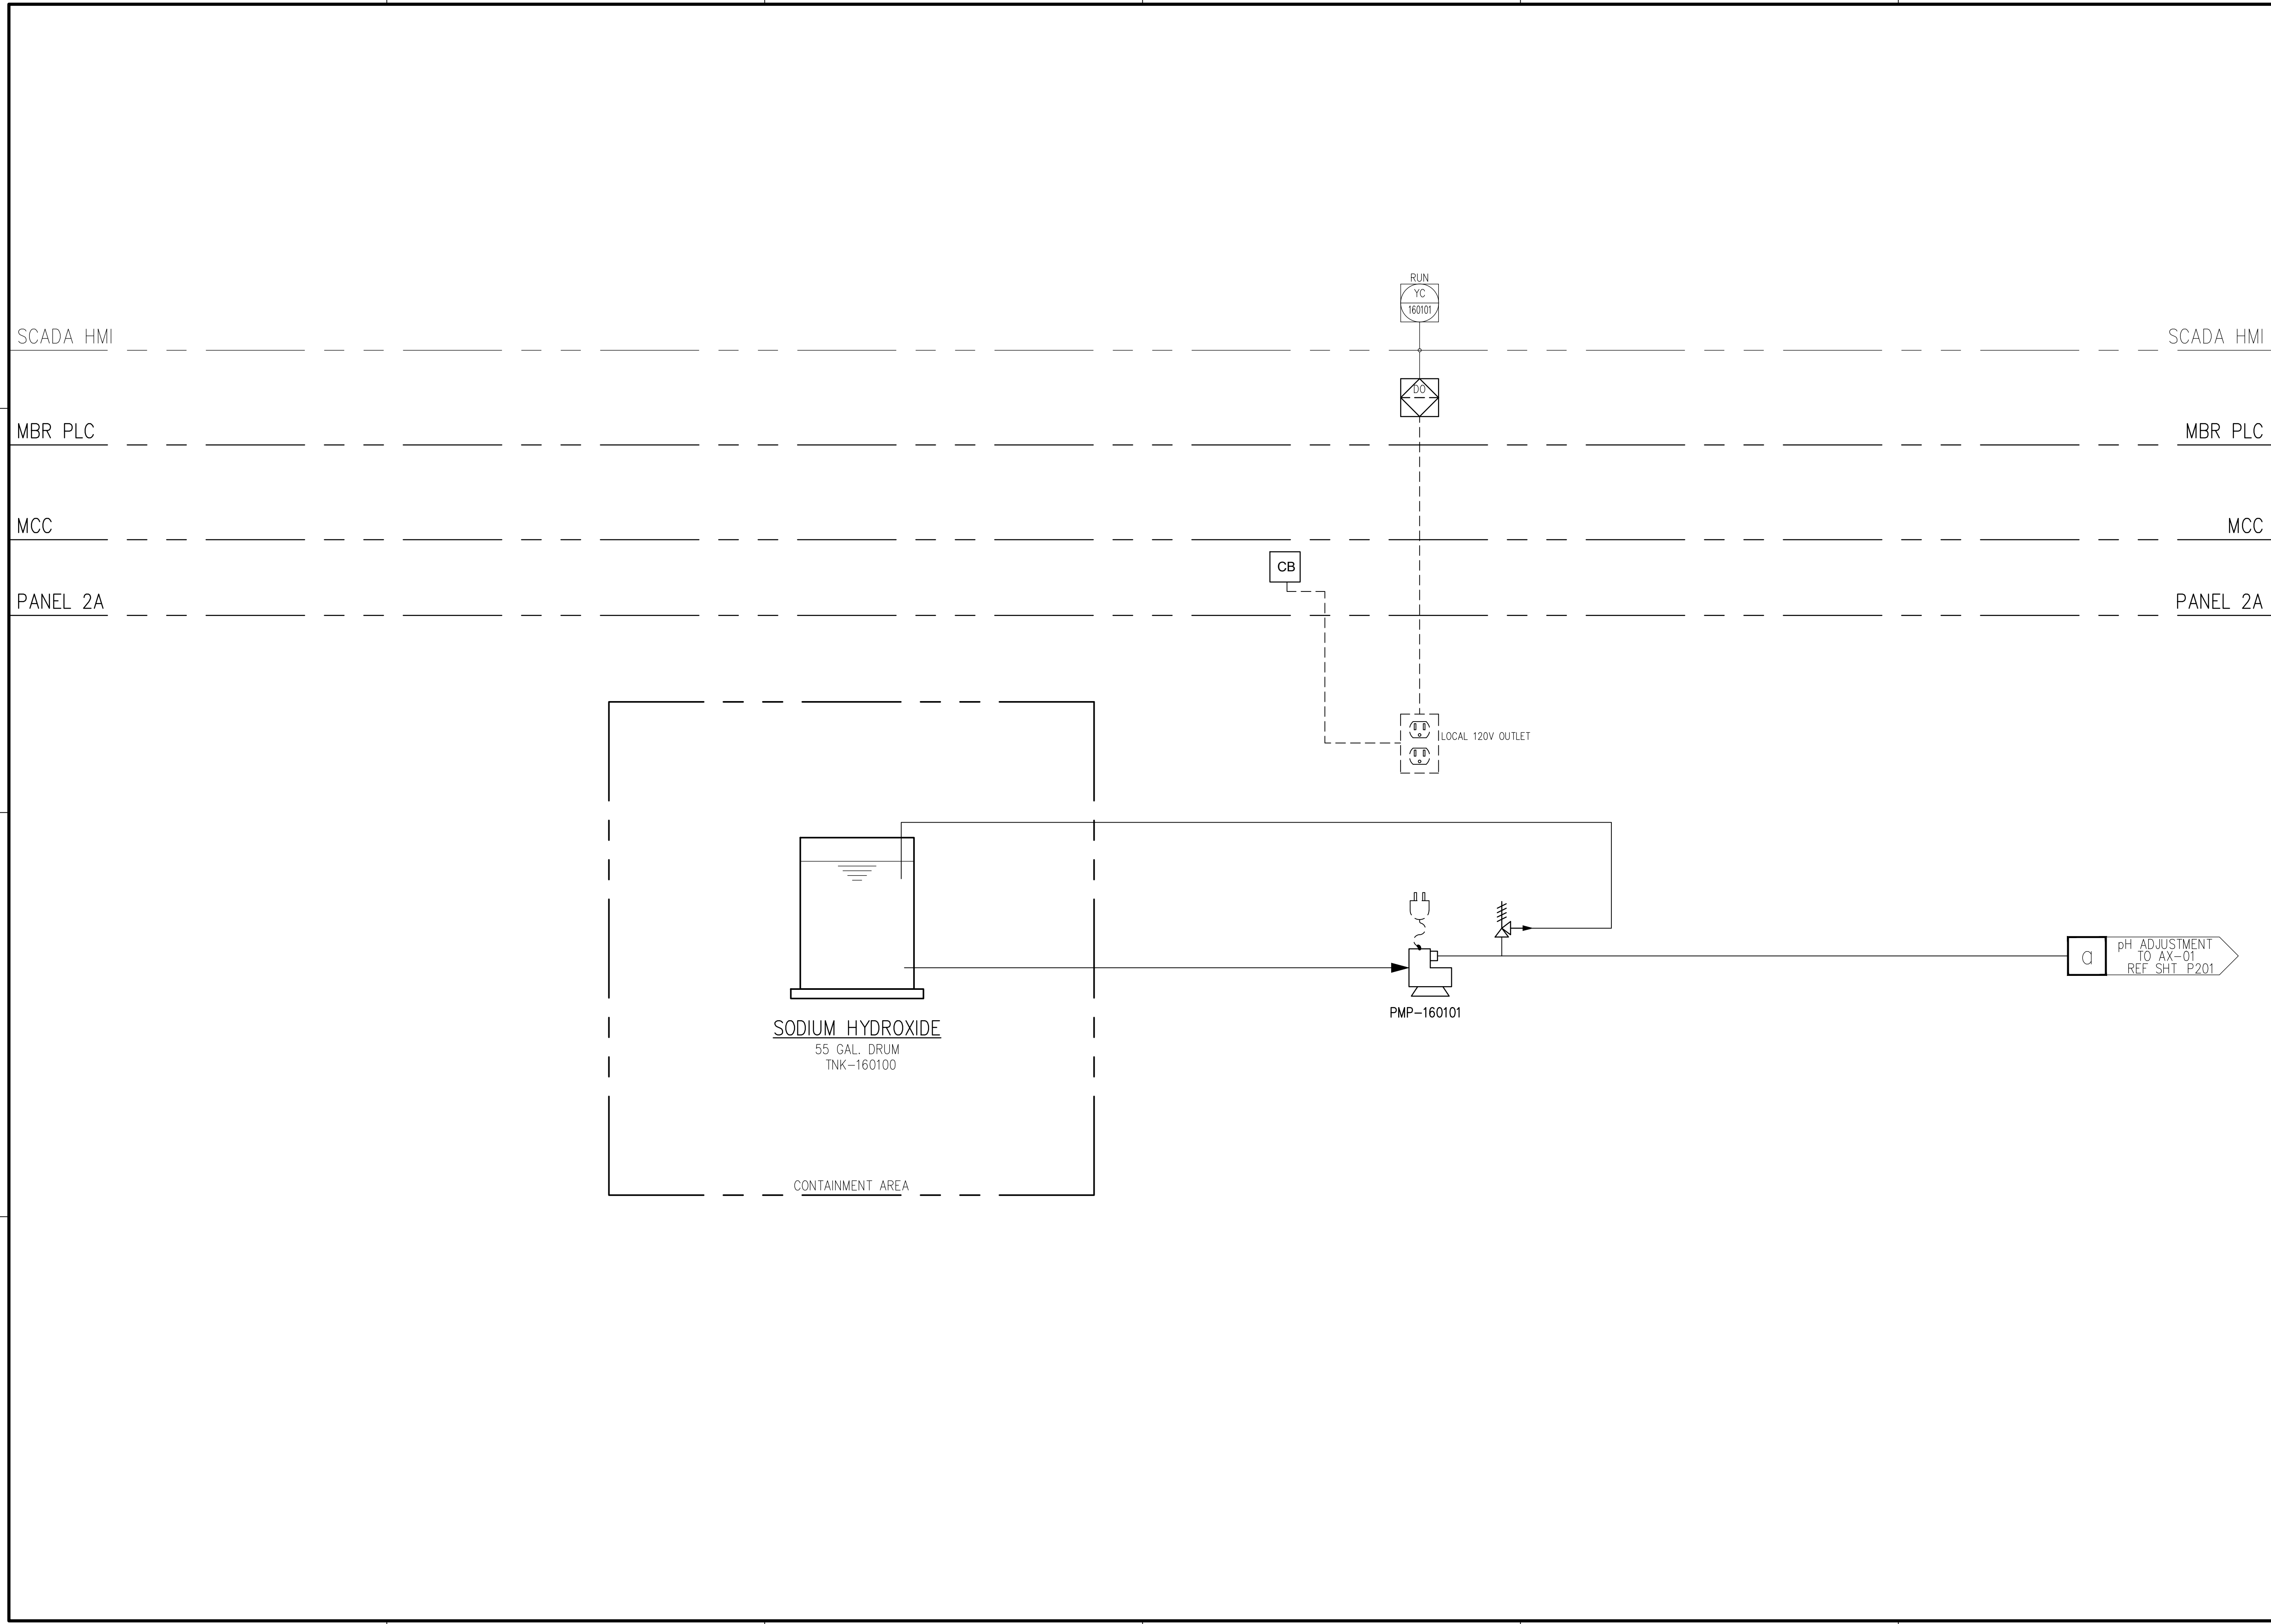 RUN
YC
160101
SCADA HMI
SCADA HMI
DO
MBR PLC
MBR PLC
MCC
MCC
CB
PANEL 2A
PANEL 2A
LOCAL 120V OUTLET
a
pH ADJUSTMENT
TO AX-01
REF SHT P201
PMP-160101
SODIUM HYDROXIDE
55 GAL. DRUM
TNK-160100
CONTAINMENT AREA